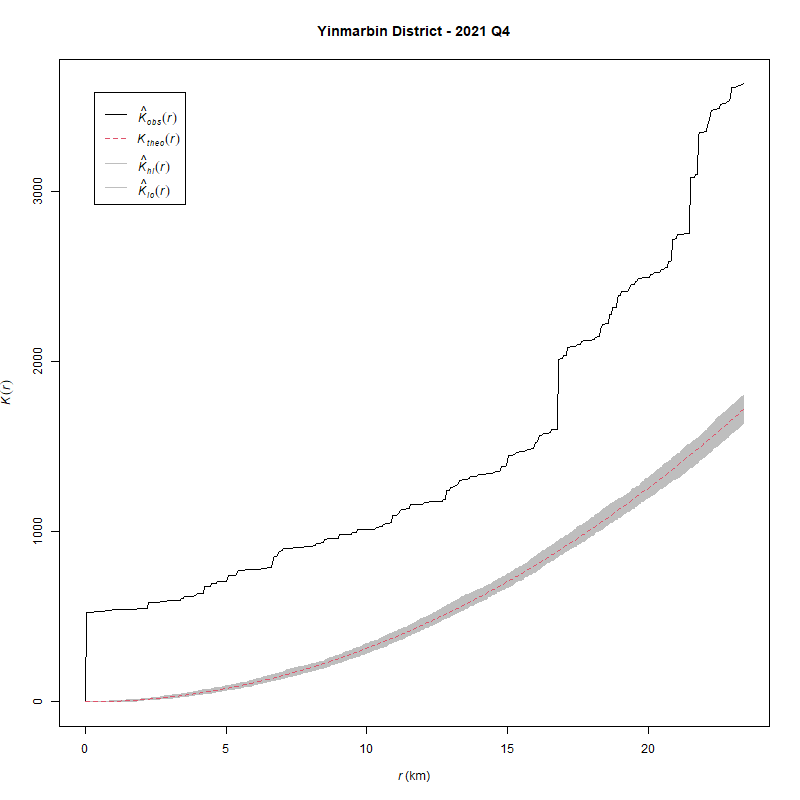 Yinmarbin District - 2021 Q4
K̂obs(r)
Ktheo(r)
K̂hi(r)
K̂lo(r)
3000
2000
1000
0
K(r)
0 5 10 15 20
r (km)